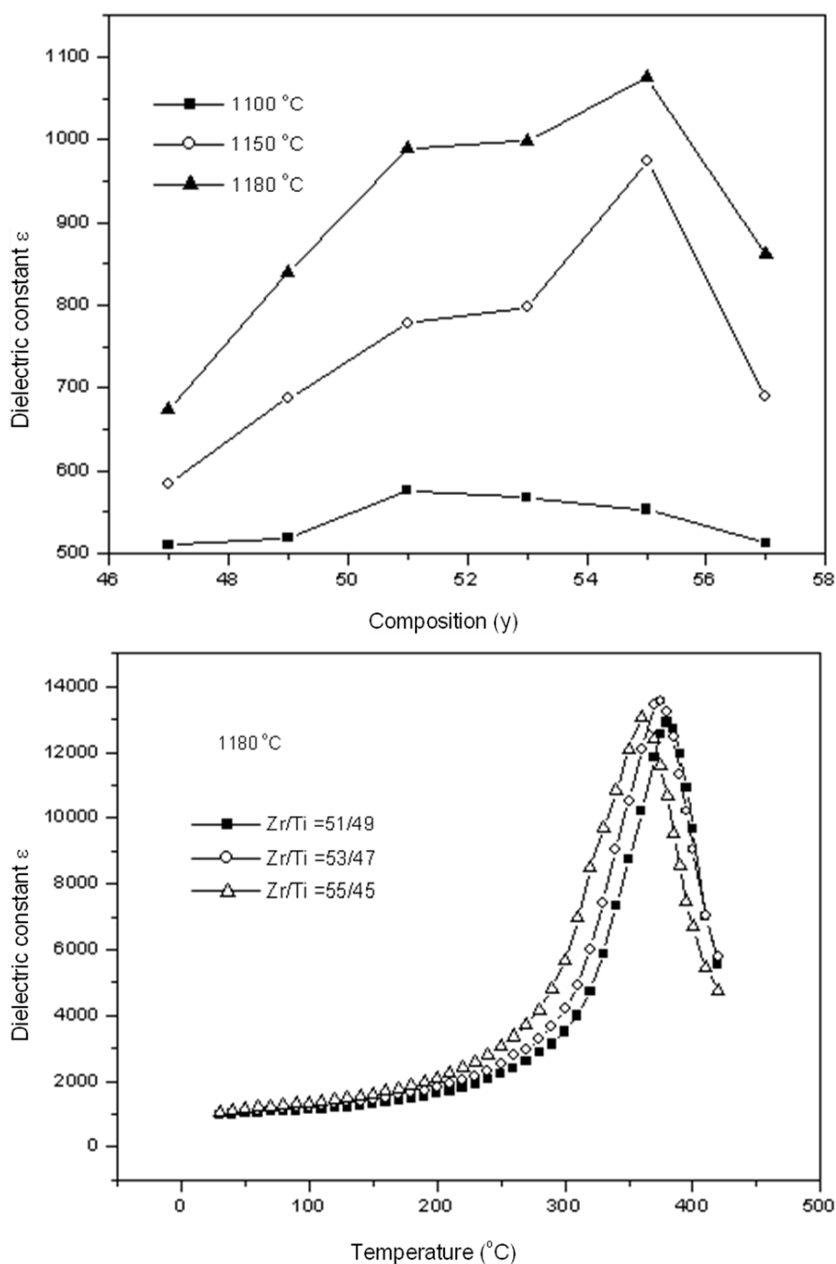 1100
1000
900
800
700
600
500
Dielectric constant ε
1100 °C
1150 °C
1180 °C
46
48
50
52
54
56
58
Composition (y)
14000
12000
10000
8000
6000
4000
2000
0
Dielectric constant ε
1180 °C
Zr/Ti =51/49
Zr/Ti =53/47
Zr/Ti =55/45
0
100
200
300
400
500
Temperature (°C)